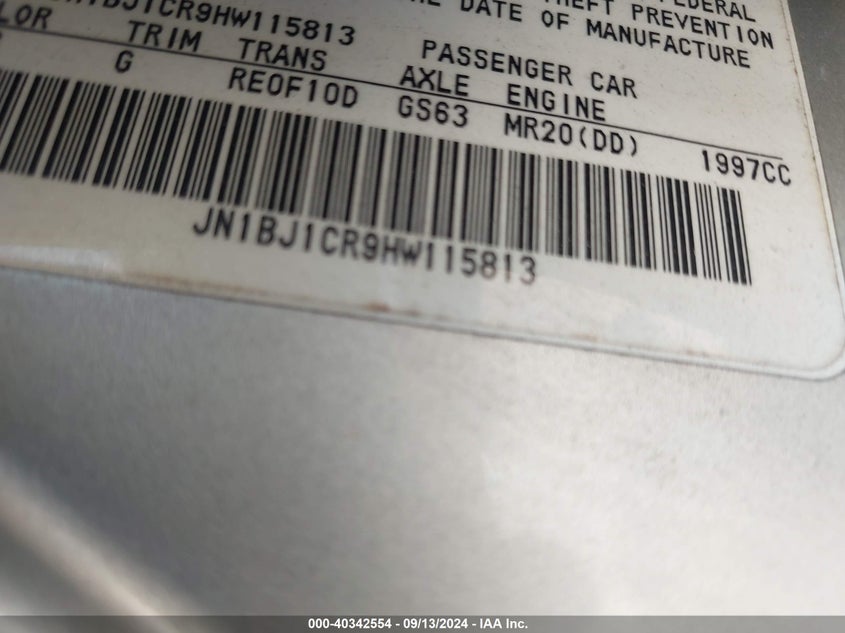 FEDERAL
THEFT PREVENTION
THE DATE OF MANUFACTURE
JN1BJ1CR9HW115813
PASSENGER CAR
TRIM TRANS AXLE ENGINE
G RE0F10D GS63 MR20(DD) 1997CC
JN1BJ1CR9HW115813
000-40342554 - 09/13/2024 - IAA Inc.